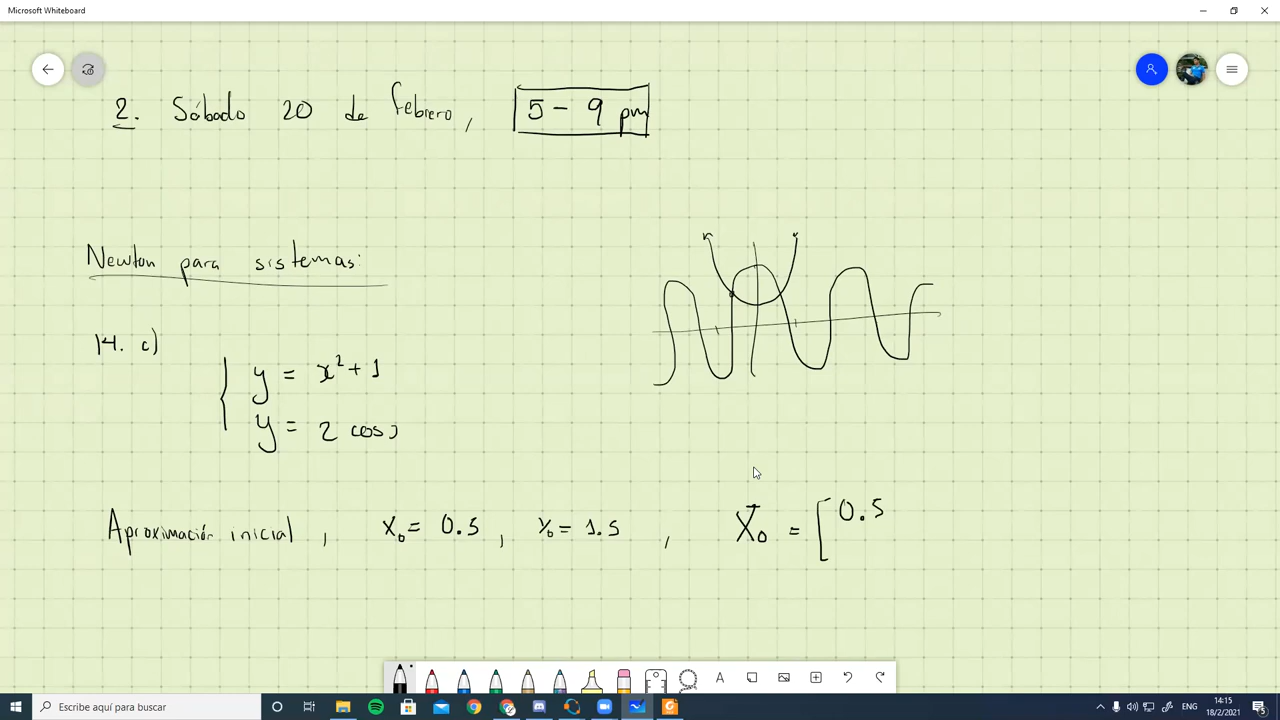 Microsoft Whiteboard
2. Sábado 20 de febrero, 5 - 9 pm
Newton para sistemas:
14. c)
y = x² + 1
y = 2 cos
Aproximación inicial, x₀ = 0.5, y₀ = 1.5, X₀ = [0.5
A
Escribe aquí para buscar
ENG
14:15
18/2/2021